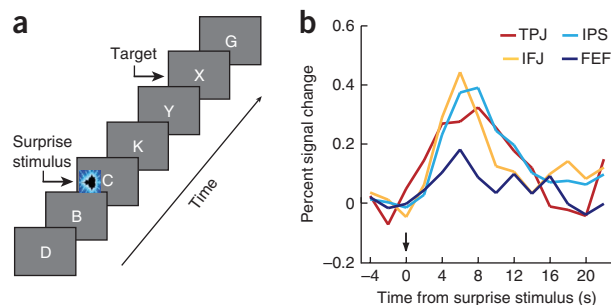 a
G
Target
X
Y
Surprise
stimulus
K
C
B
D
Time
b
TPJ
IPS
IFJ
FEF
Percent signal change
0.6
0.4
0.2
0
–0.2
–4
0
4
8
12
16
20
Time from surprise stimulus (s)